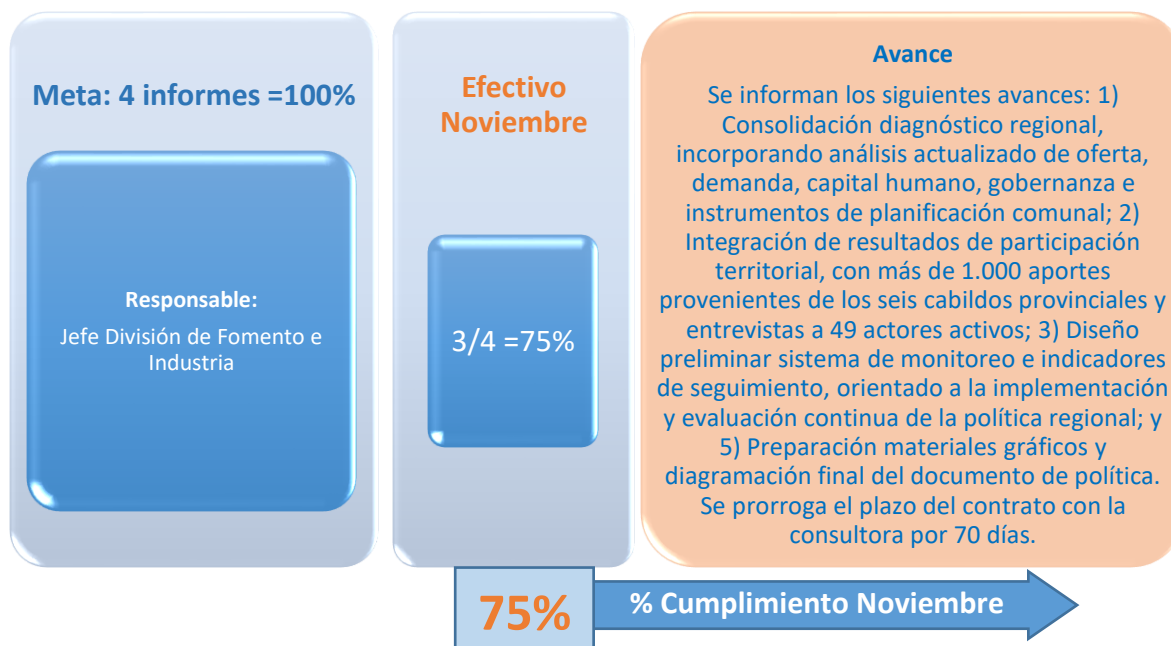 Meta: 4 informes =100%
Responsable:
Jefe División de Fomento e
Industria
Efectivo
Noviembre
3/4 =75%
Avance
Se informan los siguientes avances: 1)
Consolidación diagnóstico regional,
incorporando análisis actualizado de oferta,
demanda, capital humano, gobernanza e
instrumentos de planificación comunal; 2)
Integración de resultados de participación
territorial, con más de 1.000 aportes
provenientes de los seis cabildos provinciales y
entrevistas a 49 actores activos; 3) Diseño
preliminar sistema de monitoreo e indicadores
de seguimiento, orientado a la implementación
y evaluación continua de la política regional; y
5) Preparación materiales gráficos y
diagramación final del documento de política.
Se prorroga el plazo del contrato con la
consultora por 70 días.
75%
% Cumplimiento Noviembre